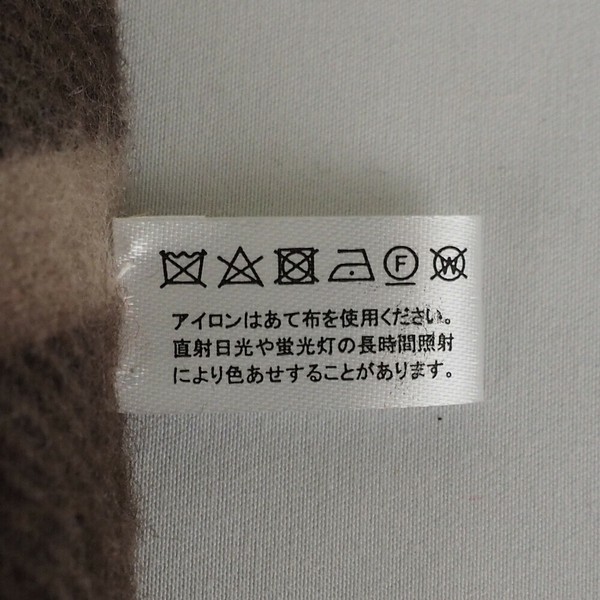 F W
アイロンはあて布を使用ください。
直射日光や蛍光灯の長時間照射
により色あせすることがあります。